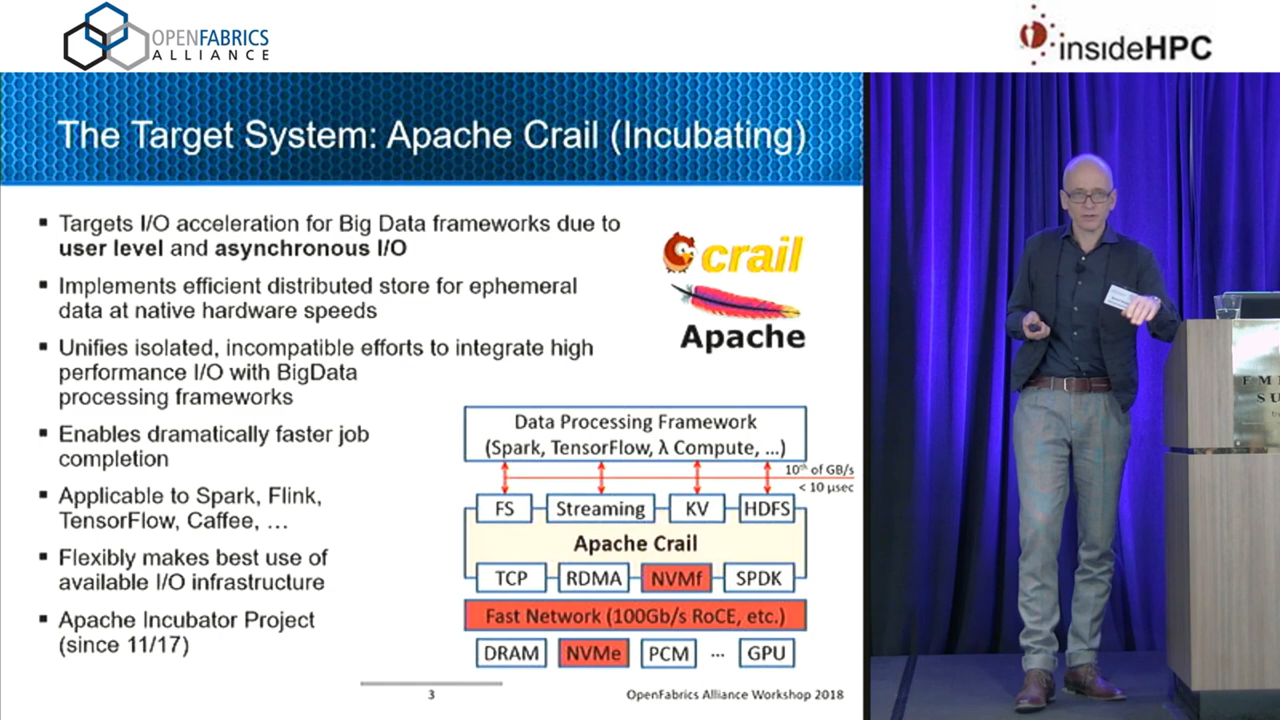 OPENFABRICS
ALLIANCE
insideHPC
The Target System: Apache Crail (Incubating)
▪ Targets I/O acceleration for Big Data frameworks due to
user level and asynchronous I/O
▪ Implements efficient distributed store for ephemeral
data at native hardware speeds
▪ Unifies isolated, incompatible efforts to integrate high
performance I/O with BigData
processing frameworks
▪ Enables dramatically faster job
completion
▪ Applicable to Spark, Flink,
TensorFlow, Caffee, …
▪ Flexibly makes best use of
available I/O infrastructure
▪ Apache Incubator Project
(since 11/17)
crail
Apache
Data Processing Framework
(Spark, TensorFlow, λ Compute, ...)
10th of GB/s
< 10 µsec
FS Streaming KV HDFS
Apache Crail
TCP RDMA NVMf SPDK
Fast Network (100Gb/s RoCE, etc.)
DRAM NVMe PCM ... GPU
3
OpenFabrics Alliance Workshop 2018